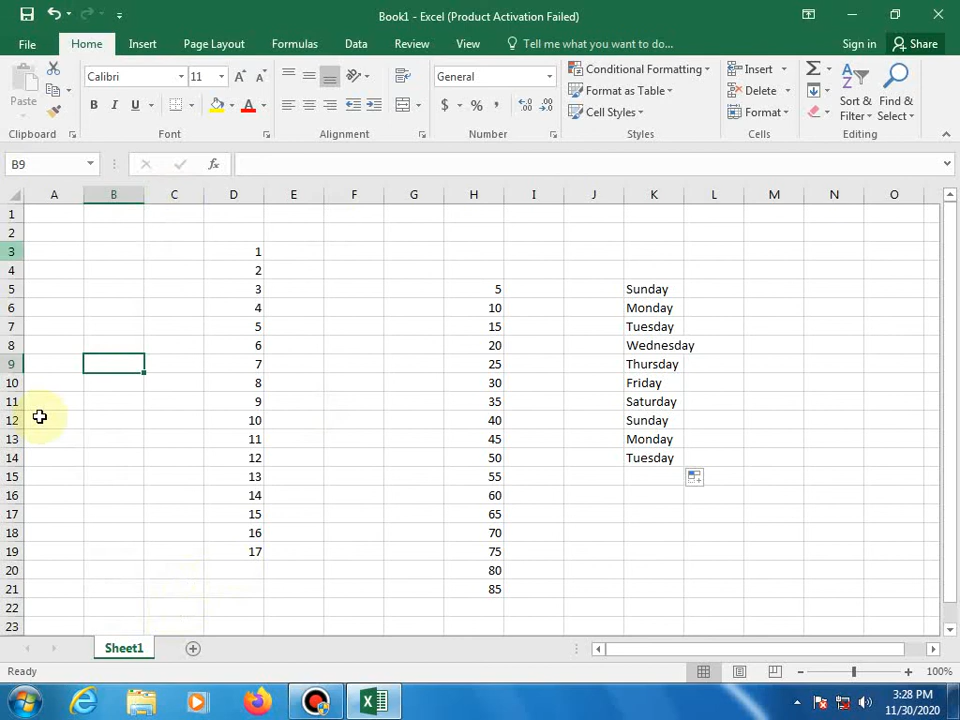 Book1 - Excel (Product Activation Failed)
File Home Insert Page Layout Formulas Data Review View Tell me what you want to do... Sign in Share
Paste
Clipboard
Calibri 11
B I U A
Font
Alignment
General
$ % ,
Number
Conditional Formatting
Format as Table
Cell Styles
Styles
Insert
Delete
Format
Cells
Sort & Filter
Find & Select
Editing
B9 fx
A B C D E F G H I J K L M N O
1
2
3 1
4 2
5 3 5 Sunday
6 4 10 Monday
7 5 15 Tuesday
8 6 20 Wednesday
9 7 25 Thursday
10 8 30 Friday
11 9 35 Saturday
12 10 40 Sunday
13 11 45 Monday
14 12 50 Tuesday
15 13 55
16 14 60
17 15 65
18 16 70
19 17 75
20 80
21 85
22
23
Sheet1
Ready 100%
3:28 PM
11/30/2020